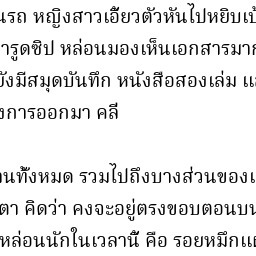 นรถ หญิงสาวเอี้ยวตัวหันไปหยิบเป้
ารูดซิป หล่อนมองเห็นเอกสารมาก
ยังมีสมุดบันทึก หนังสือสองเล่ม แ
งการออกมา คลี
านทั้งหมด รวมไปถึงบางส่วนของเ
ตา คิดว่า คงจะอยู่ตรงขอบตอนบน
หล่อนนักในเวลานี้ คือ รอยหมึกแผ